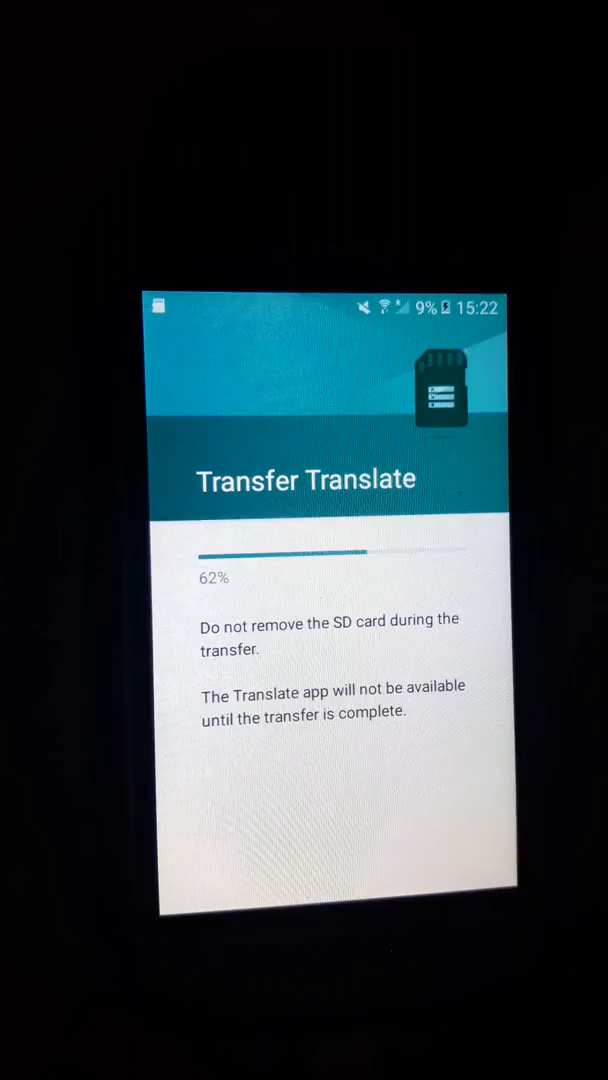 9% 15:22
Transfer Translate
62%
Do not remove the SD card during the
transfer.
The Translate app will not be available
until the transfer is complete.